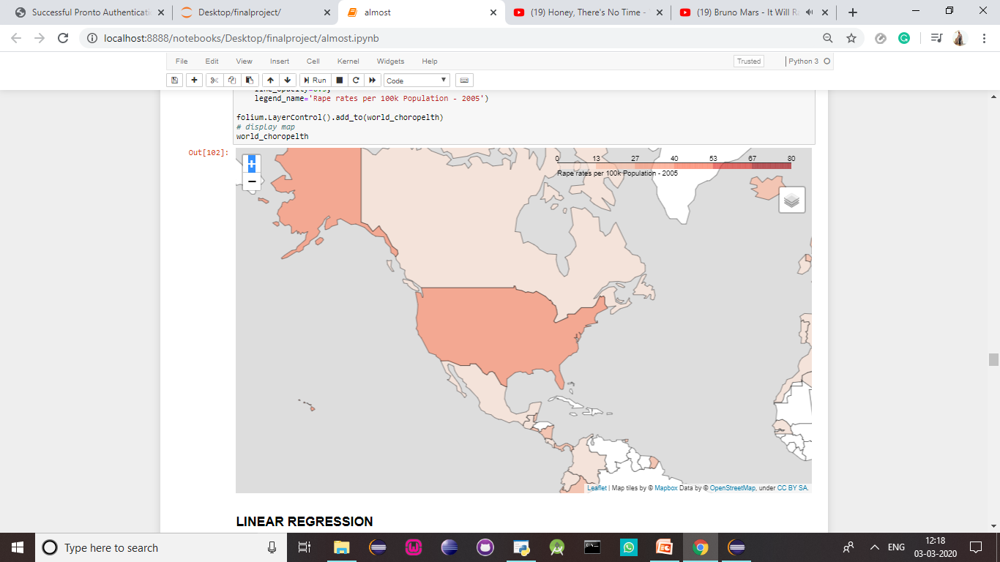 Successful Pronto Authenticati
Desktop/finalproject/
almost
(19) Honey, There's No Time -
(19) Bruno Mars - It Will R
localhost:8888/notebooks/Desktop/finalproject/almost.ipynb
File Edit View Insert Cell Kernel Widgets Help
Trusted
Python 3
Run
Code
legend_name='Rape rates per 100k Population - 2005')
folium.LayerControl().add_to(world_choropelth)
# display map
world_choropelth
Out[102]:
+
−
0 13 27 40 53 67 80
Rape rates per 100k Population - 2005
Leaflet | Map tiles by © Mapbox Data by © OpenStreetMap, under CC BY SA.
LINEAR REGRESSION
Type here to search
ENG
12:18
03-03-2020